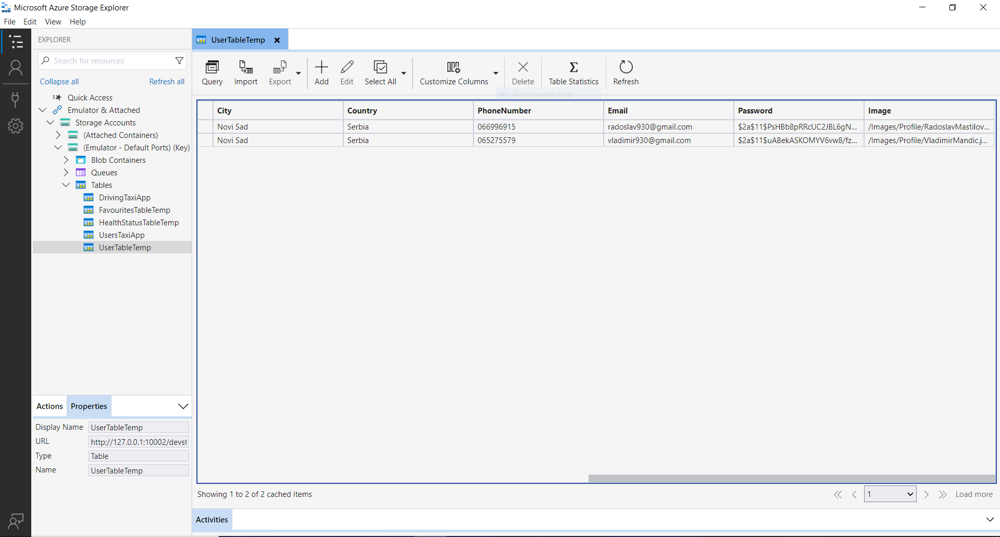 Microsoft Azure Storage Explorer
File Edit View Help
EXPLORER
Search for resources
Collapse all Refresh all
Quick Access
Emulator & Attached
Storage Accounts
(Attached Containers)
(Emulator - Default Ports) (Key)
Blob Containers
Queues
Tables
DrivingTaxiApp
FavouritesTableTemp
HealthStatusTableTemp
UsersTaxiApp
UserTableTemp
Actions Properties
Display Name UserTableTemp
URL http://127.0.0.1:10002/devst
Type Table
Name UserTableTemp
UserTableTemp
Query Import Export Add Edit Select All Customize Columns Delete Table Statistics Refresh
Rectangular Snip
City Country PhoneNumber Email Password Image
Novi Sad Serbia 066996915 radoslav930@gmail.com $2a$11$PsHBb8pRRcUC2JBL6gN... /Images/Profile/RadoslavMastilov...
Novi Sad Serbia 065275579 vladimir930@gmail.com $2a$11$uABekASKOMYV6vw8/fz... /Images/Profile/VladimirMandic.j...
Showing 1 to 2 of 2 cached items
1 Load more
Activities